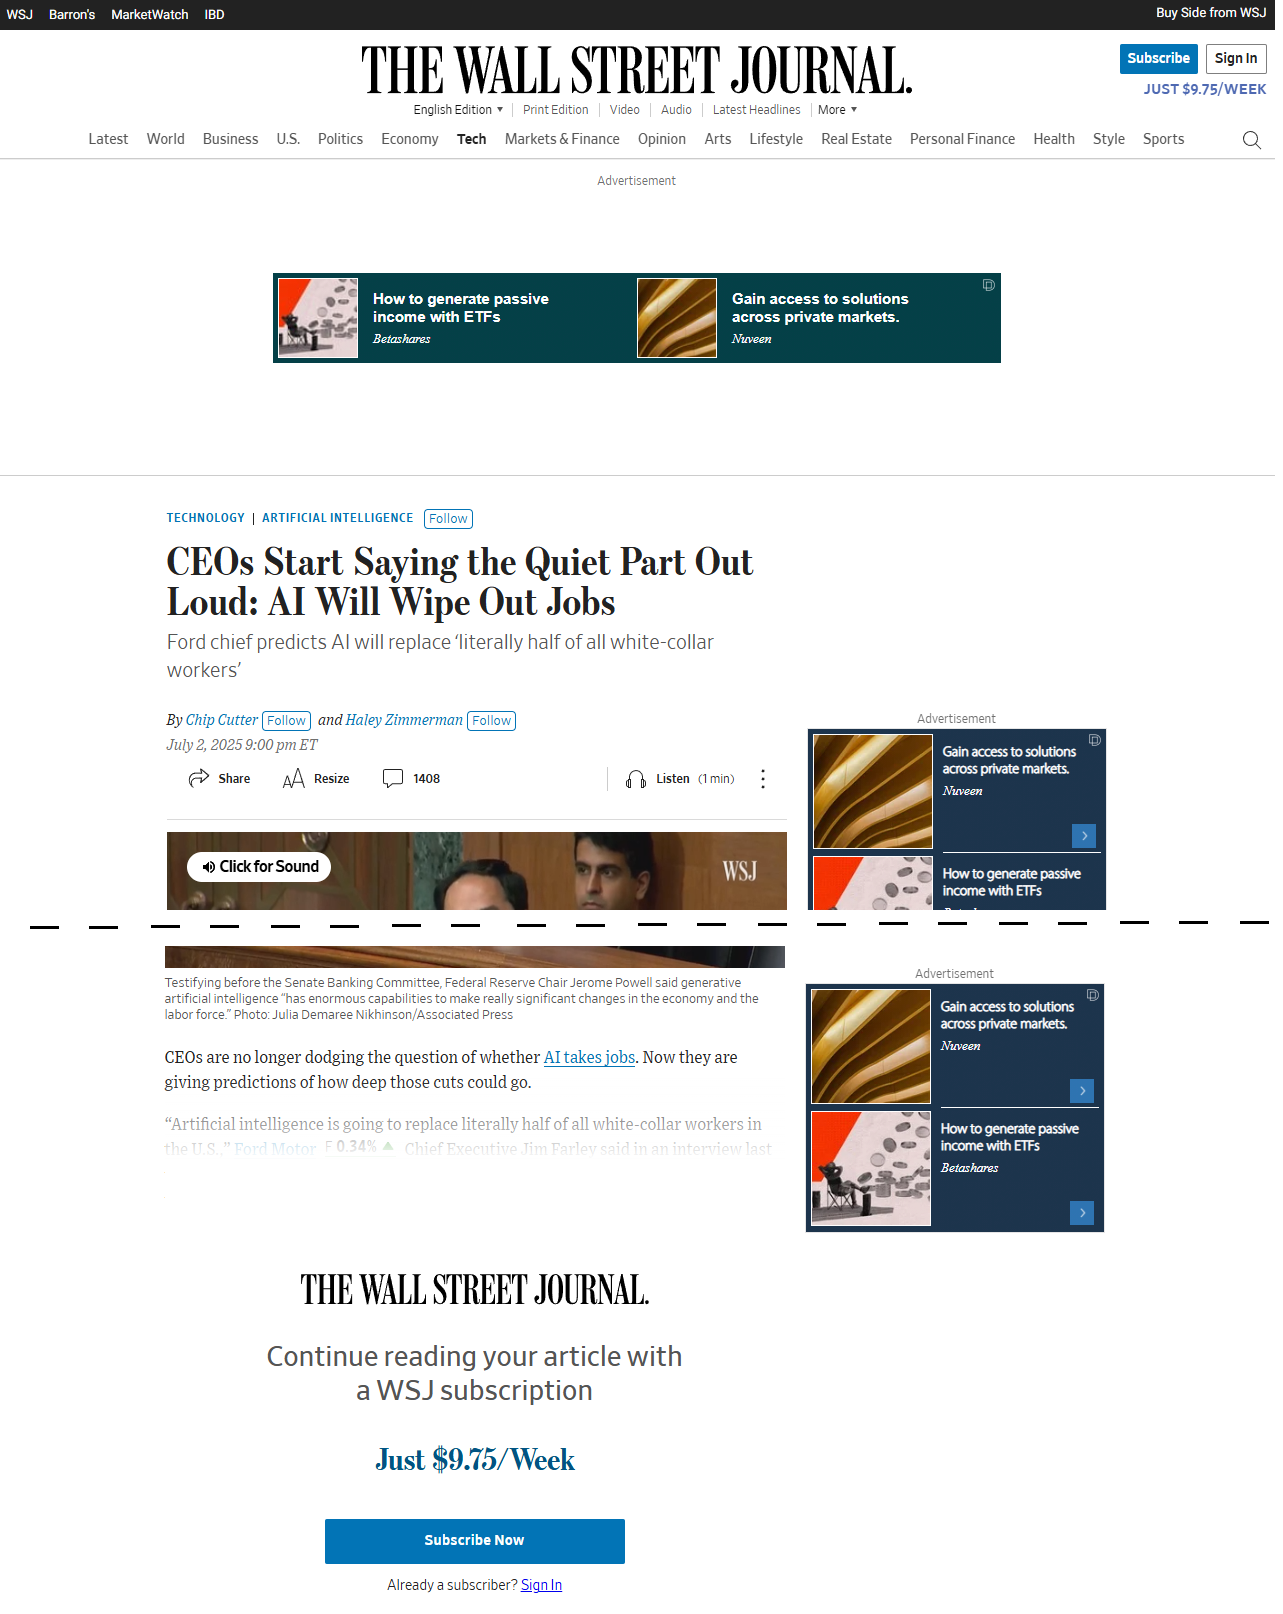 WSJ Barron's MarketWatch IBD Buy Side from WSJ
THE WALL STREET JOURNAL.
Subscribe Sign In
JUST $9.75/WEEK
English Edition Print Edition Video Audio Latest Headlines More
Latest World Business U.S. Politics Economy Tech Markets & Finance Opinion Arts Lifestyle Real Estate Personal Finance Health Style Sports
Advertisement
How to generate passive
income with ETFs
Betashares
Gain access to solutions
across private markets.
Nuveen
TECHNOLOGY | ARTIFICIAL INTELLIGENCE Follow
CEOs Start Saying the Quiet Part Out
Loud: AI Will Wipe Out Jobs
Ford chief predicts AI will replace ‘literally half of all white-collar
workers’
By Chip Cutter Follow and Haley Zimmerman Follow
July 2, 2025 9:00 pm ET
Share AA Resize 1408 Listen (1 min)
Click for Sound
WSJ
Advertisement
Gain access to solutions
across private markets.
Nuveen
How to generate passive
income with ETFs
Testifying before the Senate Banking Committee, Federal Reserve Chair Jerome Powell said generative
artificial intelligence “has enormous capabilities to make really significant changes in the economy and the
labor force.” Photo: Julia Demaree Nikhinson/Associated Press
CEOs are no longer dodging the question of whether AI takes jobs. Now they are
giving predictions of how deep those cuts could go.
“Artificial intelligence is going to replace literally half of all white-collar workers in
the U.S.,” Ford Motor F 0.34% Chief Executive Jim Farley said in an interview last
Advertisement
Gain access to solutions
across private markets.
Nuveen
How to generate passive
income with ETFs
Betashares
THE WALL STREET JOURNAL.
Continue reading your article with
a WSJ subscription
Just $9.75/Week
Subscribe Now
Already a subscriber? Sign In